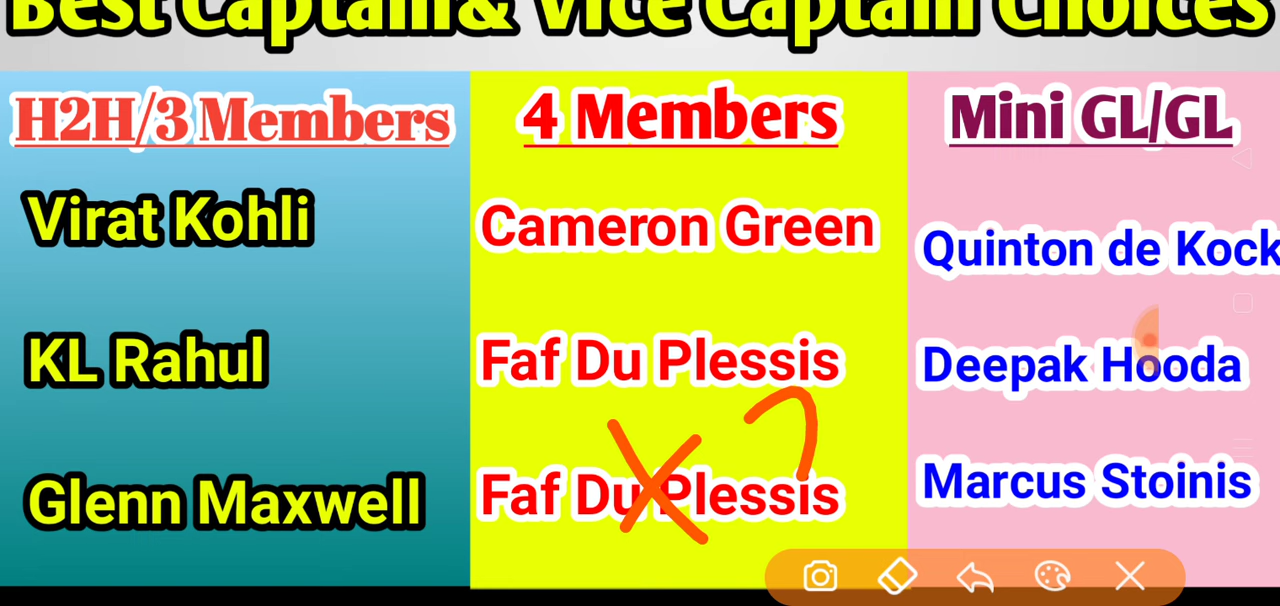 Best Captain& Vice Captain Choices
H2H/3 Members
Virat Kohli
KL Rahul
Glenn Maxwell
4 Members
Cameron Green
Faf Du Plessis
Faf Du Plessis
Mini GL/GL
Quinton de Kock
Deepak Hooda
Marcus Stoinis